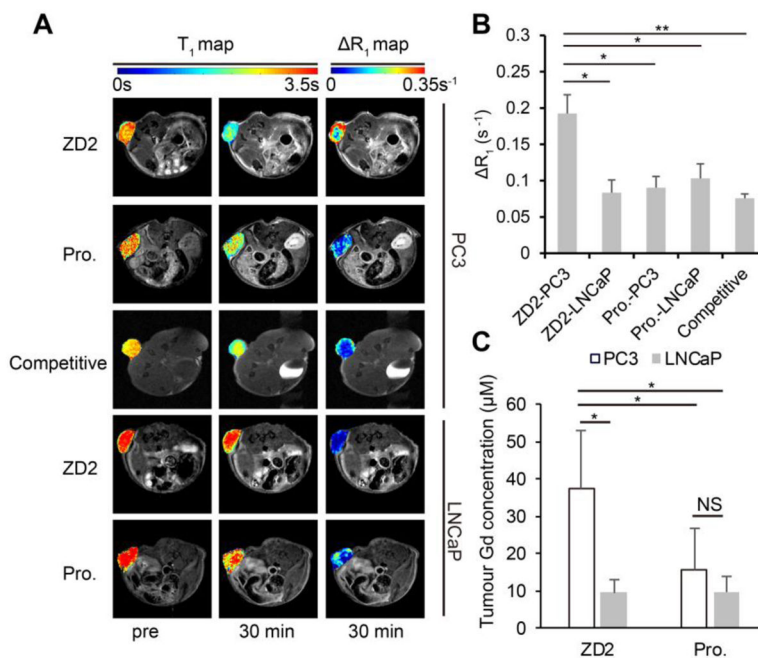 A
T1 map
ΔR1 map
0s
3.5s
0
0.35s-1
ZD2
Pro.
Competitive
PC3
ZD2
Pro.
LNCaP
pre
30 min
30 min
B
**
*
*
*
ΔR1 (s-1)
0.3
0.25
0.2
0.15
0.1
0.05
0
ZD2-PC3
ZD2-LNCaP
Pro.-PC3
Pro.-LNCaP
Competitive
C
PC3
LNCaP
*
*
*
NS
Tumour Gd concentration (µM)
60
50
40
30
20
10
0
ZD2
Pro.